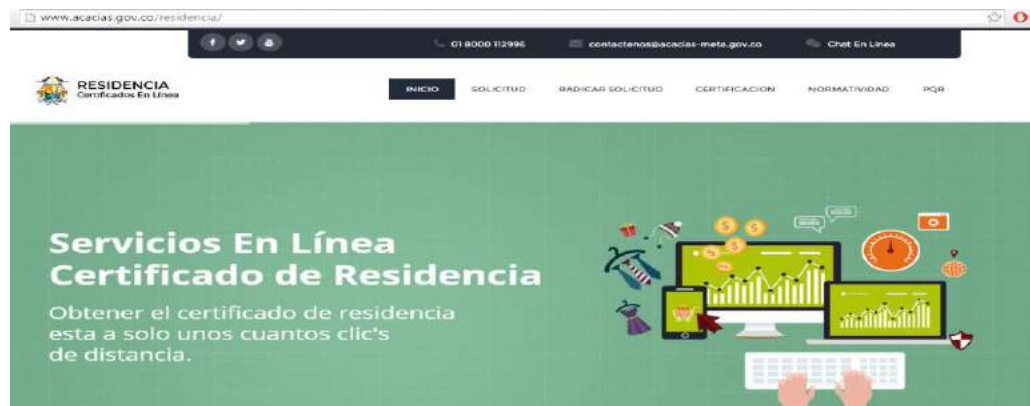 www.acacias.gov.co/residencia/
01 8000 112996
contactenos@acacias-meta.gov.co
Chat En Linea
RESIDENCIA
Certificados En Línea
INICIO
SOLICITUD
RADICAR SOLICITUD
CERTIFICACION
NORMATIVIDAD
PQR
Servicios En Línea
Certificado de Residencia
Obtener el certificado de residencia
esta a solo unos cuantos clic's
de distancia.